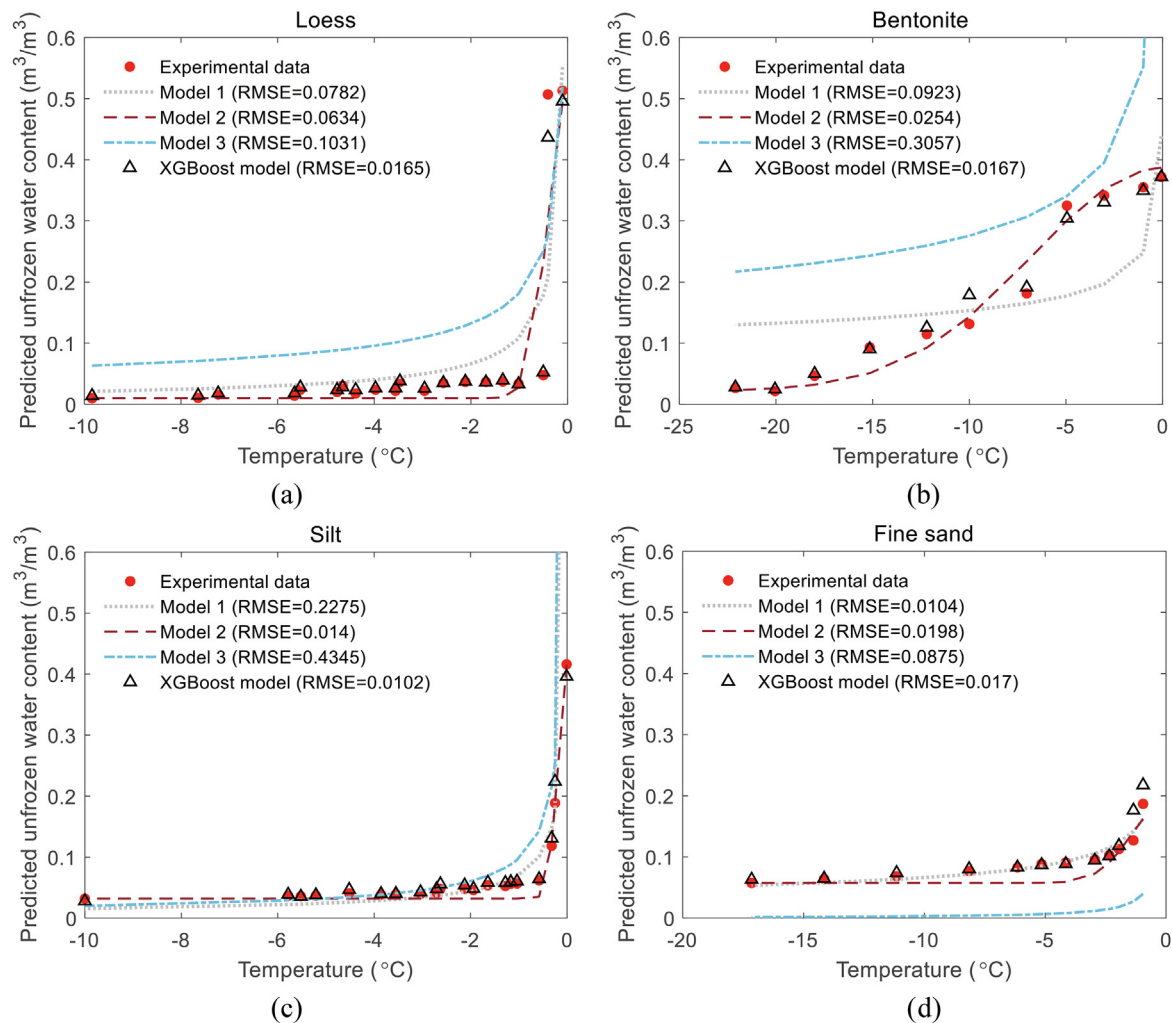 (a)
Loess
Predicted unfrozen water content (m³/m³)
0.6
0.5
0.4
0.3
0.2
0.1
0
Experimental data
Model 1 (RMSE=0.0782)
Model 2 (RMSE=0.0634)
Model 3 (RMSE=0.1031)
XGBoost model (RMSE=0.0165)
-10 -8 -6 -4 -2 0
Temperature (°C)
(a)
(b)
Bentonite
Predicted unfrozen water content (m³/m³)
0.6
0.5
0.4
0.3
0.2
0.1
0
Experimental data
Model 1 (RMSE=0.0923)
Model 2 (RMSE=0.0254)
Model 3 (RMSE=0.3057)
XGBoost model (RMSE=0.0167)
-25 -20 -15 -10 -5 0
Temperature (°C)
(b)
Silt
Predicted unfrozen water content (m³/m³)
0.6
0.5
0.4
0.3
0.2
0.1
0
Experimental data
Model 1 (RMSE=0.2275)
Model 2 (RMSE=0.014)
Model 3 (RMSE=0.4345)
XGBoost model (RMSE=0.0102)
-10 -8 -6 -4 -2 0
Temperature (°C)
(c)
Fine sand
Predicted unfrozen water content (m³/m³)
0.6
0.5
0.4
0.3
0.2
0.1
0
Experimental data
Model 1 (RMSE=0.0104)
Model 2 (RMSE=0.0198)
Model 3 (RMSE=0.0875)
XGBoost model (RMSE=0.017)
-20 -15 -10 -5 0
Temperature (°C)
(d)